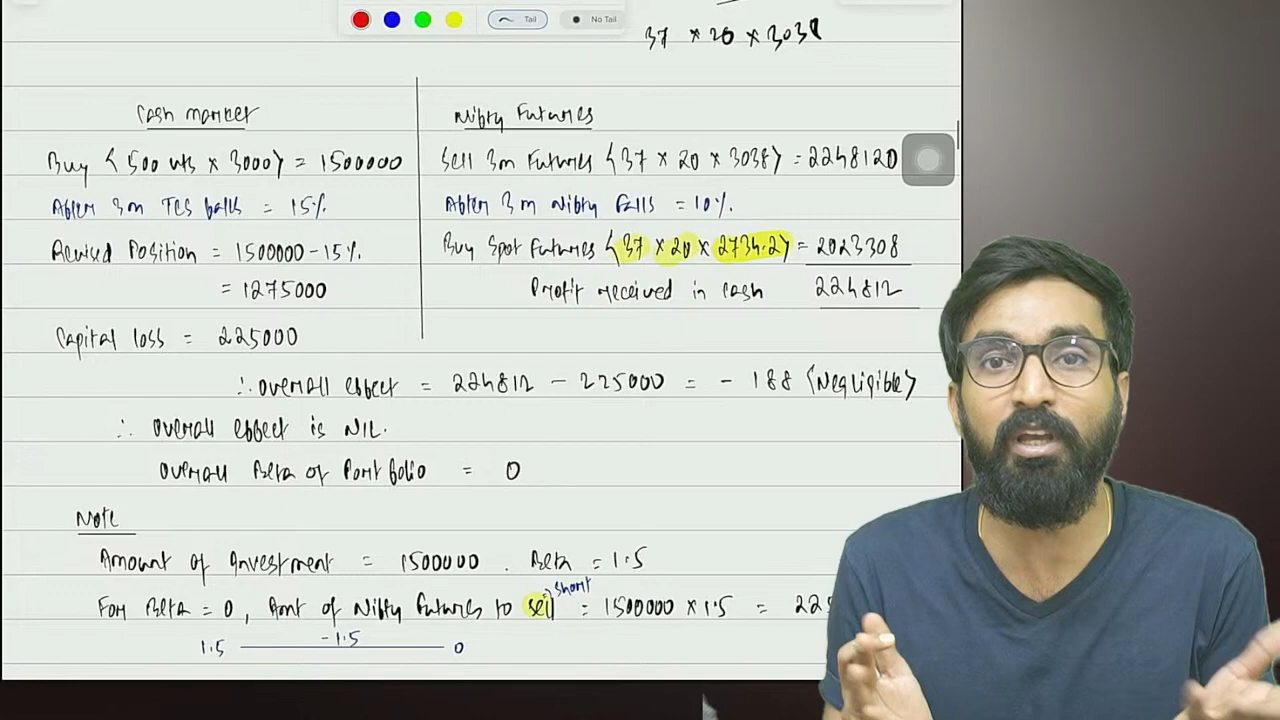 Tail
No Tail
37 × 20 × 3038
Cash market
Buy {500 uts × 3000} = 1500000
After 3m TCS falls = 15%
Revised Position = 1500000 - 15%
= 1275000
Capital loss = 225000
Nifty Futures
Sell 3m Futures {37 × 20 × 3038} = 2248120
After 3m Nifty falls = 10%.
Buy Spot Futures {37 × 20 × 2734.2} = 2023308
Profit received in cash 224812
∴ overall effect = 224812 - 225000 = - 188 {Negligible}
∴ overall effect is NIL.
overall Beta of Portfolio = 0
Note
Amount of Investment = 1500000 . Beta = 1.5
short
For Beta = 0, Amt of Nifty Futures to sell = 1500000 × 1.5 = 225
-1.5
1.5 0